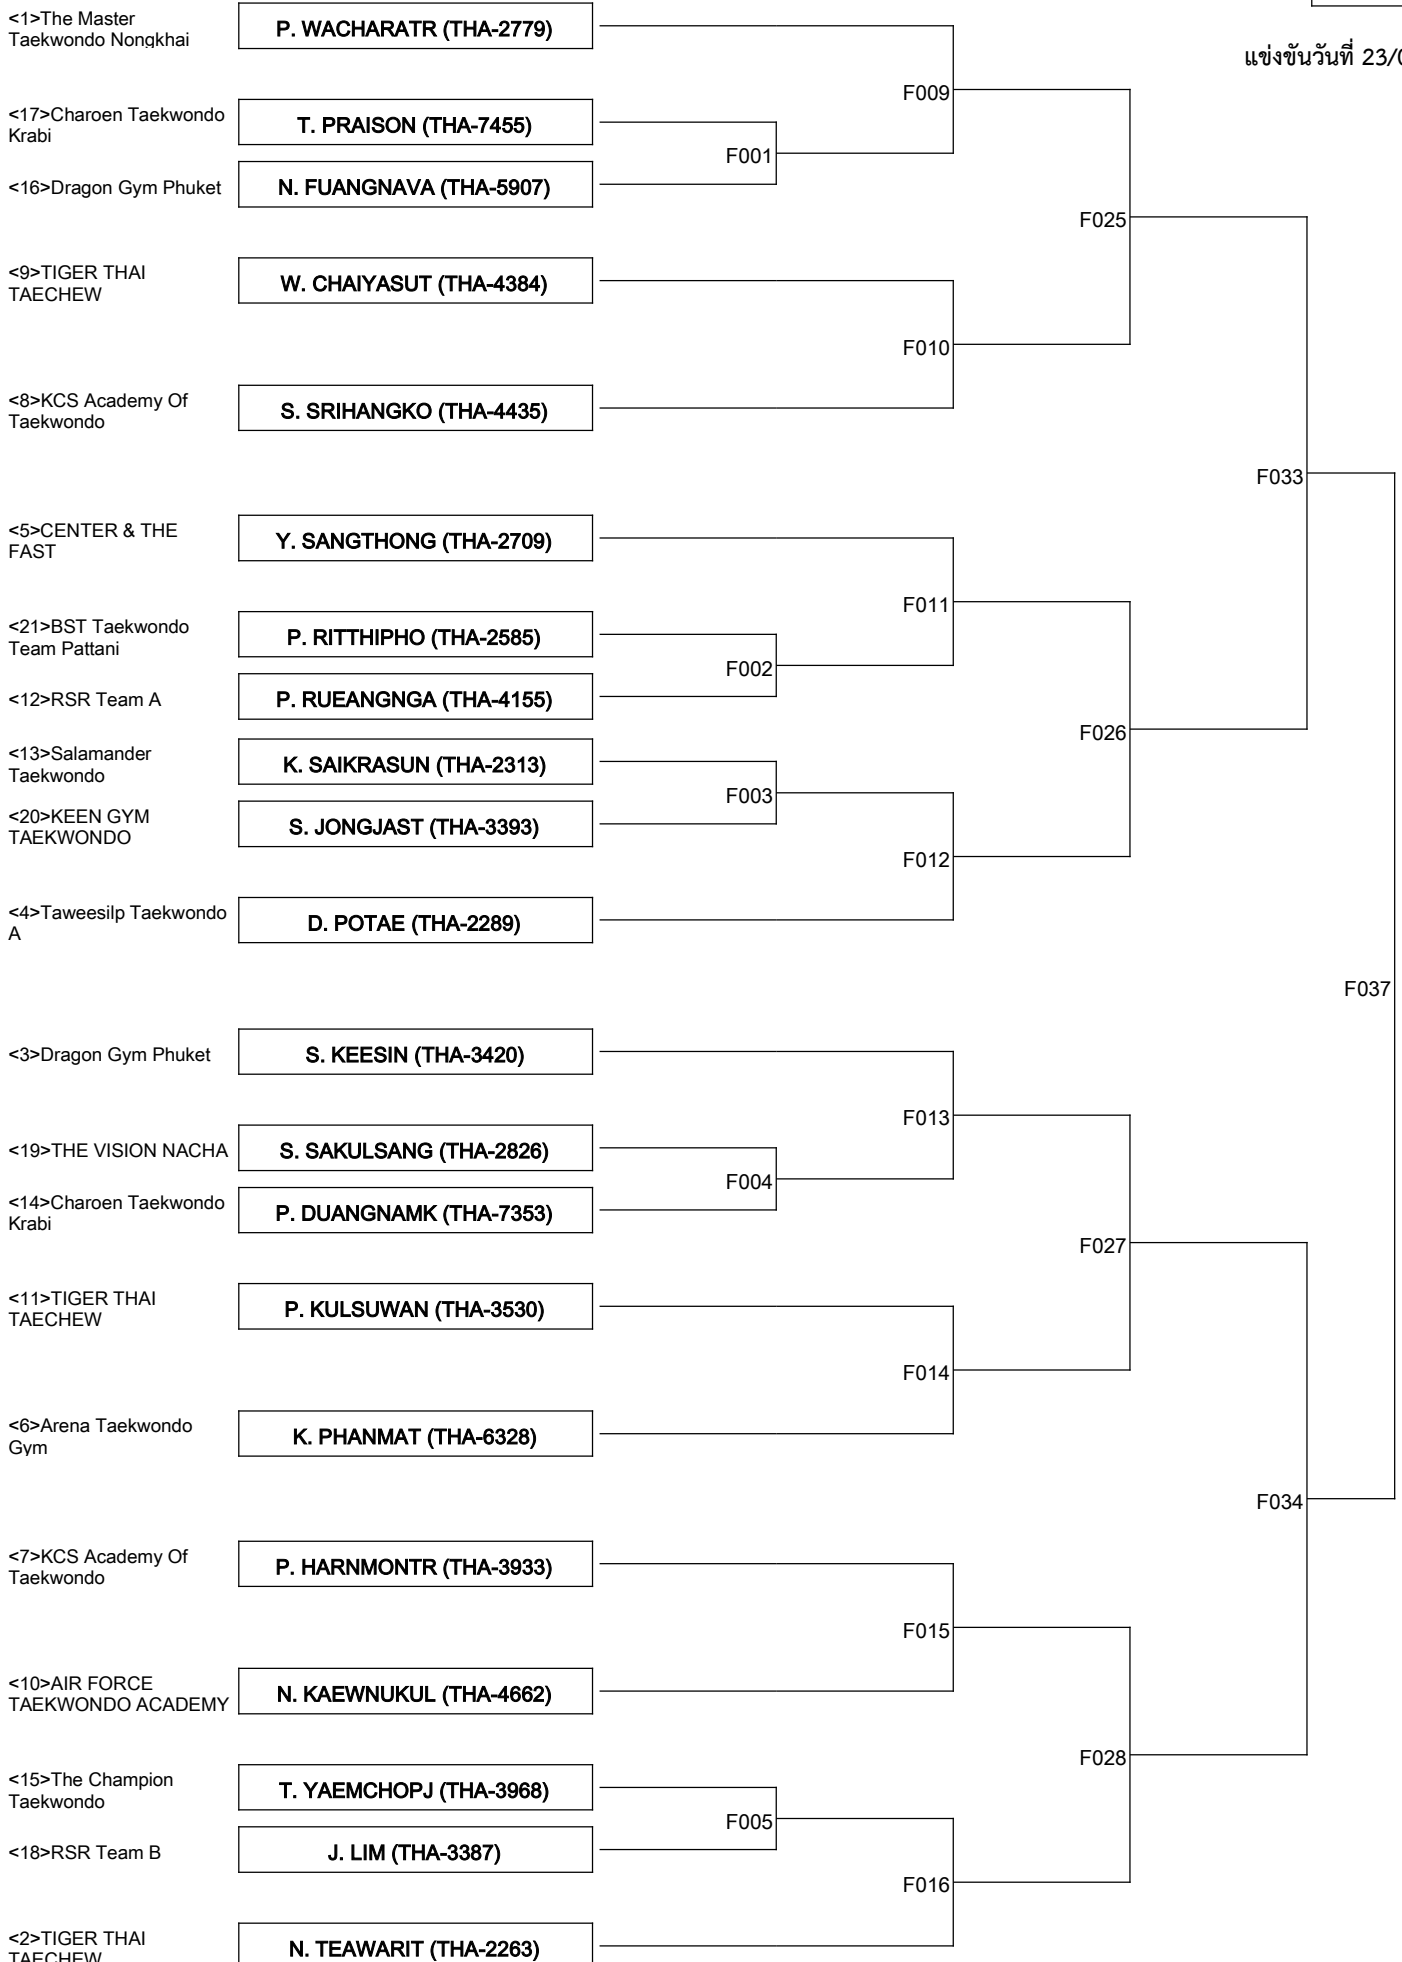 <1>The Master
Taekwondo Nongkhai
P. WACHARATR (THA-2779)
แข่งขันวันที่ 23/0
F009
<17>Charoen Taekwondo
Krabi
T. PRAISON (THA-7455)
F001
<16>Dragon Gym Phuket
N. FUANGNAVA (THA-5907)
F025
<9>TIGER THAI
TAECHEW
W. CHAIYASUT (THA-4384)
F010
<8>KCS Academy Of
Taekwondo
S. SRIHANGKO (THA-4435)
F033
<5>CENTER & THE
FAST
Y. SANGTHONG (THA-2709)
F011
<21>BST Taekwondo
Team Pattani
P. RITTHIPHO (THA-2585)
F002
<12>RSR Team A
P. RUEANGNGA (THA-4155)
F026
<13>Salamander
Taekwondo
K. SAIKRASUN (THA-2313)
F003
<20>KEEN GYM
TAEKWONDO
S. JONGJAST (THA-3393)
F012
<4>Taweesilp Taekwondo
A
D. POTAE (THA-2289)
F037
<3>Dragon Gym Phuket
S. KEESIN (THA-3420)
F013
<19>THE VISION NACHA
S. SAKULSANG (THA-2826)
F004
<14>Charoen Taekwondo
Krabi
P. DUANGNAMK (THA-7353)
F027
<11>TIGER THAI
TAECHEW
P. KULSUWAN (THA-3530)
F014
<6>Arena Taekwondo
Gym
K. PHANMAT (THA-6328)
F034
<7>KCS Academy Of
Taekwondo
P. HARNMONTR (THA-3933)
F015
<10>AIR FORCE
TAEKWONDO ACADEMY
N. KAEWNUKUL (THA-4662)
F028
<15>The Champion
Taekwondo
T. YAEMCHOPJ (THA-3968)
F005
<18>RSR Team B
J. LIM (THA-3387)
F016
<2>TIGER THAI
TAECHEW
N. TEAWARIT (THA-2263)